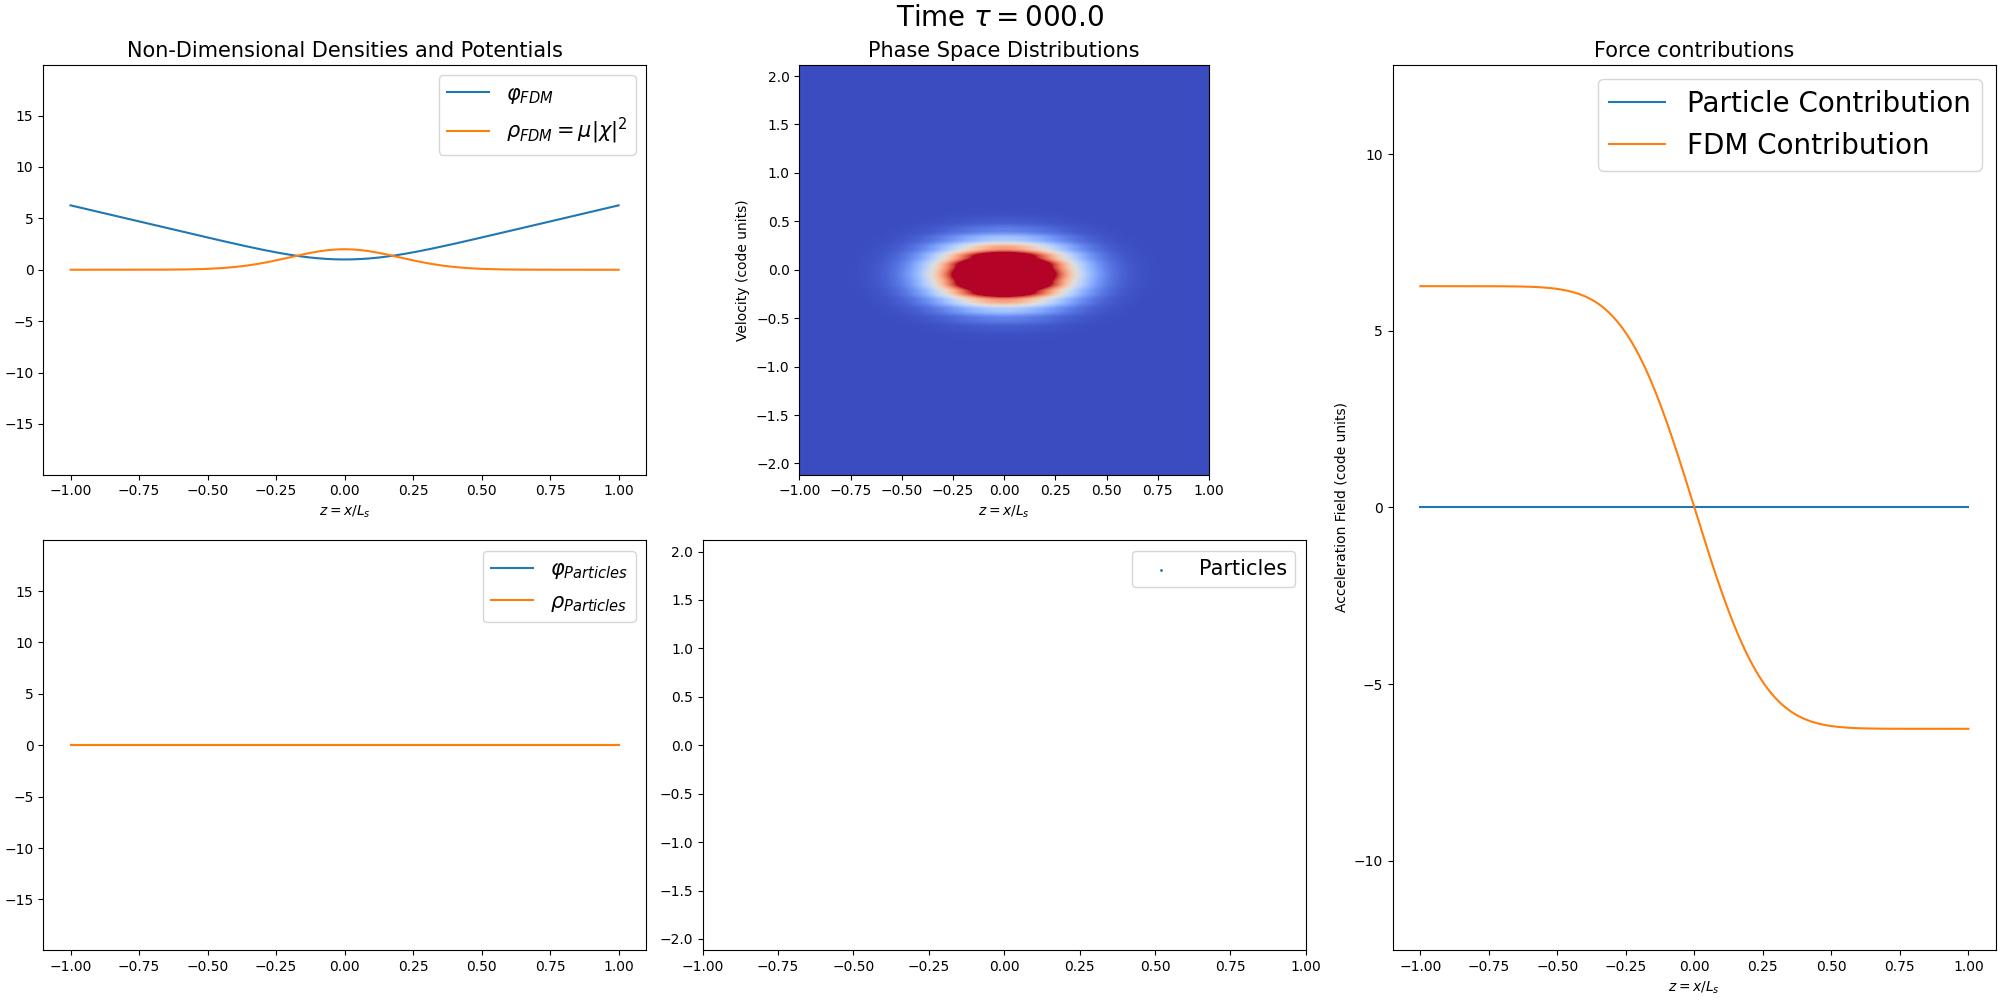 Time τ = 000.0
Non-Dimensional Densities and Potentials
φ_FDM
ρ_FDM = μ|χ|²
15
10
5
0
−5
−10
−15
−1.00 −0.75 −0.50 −0.25 0.00 0.25 0.50 0.75 1.00
z = x/L_s
Phase Space Distributions
Velocity (code units)
2.0
1.5
1.0
0.5
0.0
−0.5
−1.0
−1.5
−2.0
−1.00 −0.75 −0.50 −0.25 0.00 0.25 0.50 0.75 1.00
z = x/L_s
φ_Particles
ρ_Particles
15
10
5
0
−5
−10
−15
−1.00 −0.75 −0.50 −0.25 0.00 0.25 0.50 0.75 1.00
Particles
2.0
1.5
1.0
0.5
0.0
−0.5
−1.0
−1.5
−2.0
−1.00 −0.75 −0.50 −0.25 0.00 0.25 0.50 0.75 1.00
Force contributions
Particle Contribution
FDM Contribution
Acceleration Field (code units)
10
5
0
−5
−10
−1.00 −0.75 −0.50 −0.25 0.00 0.25 0.50 0.75 1.00
z = x/L_s